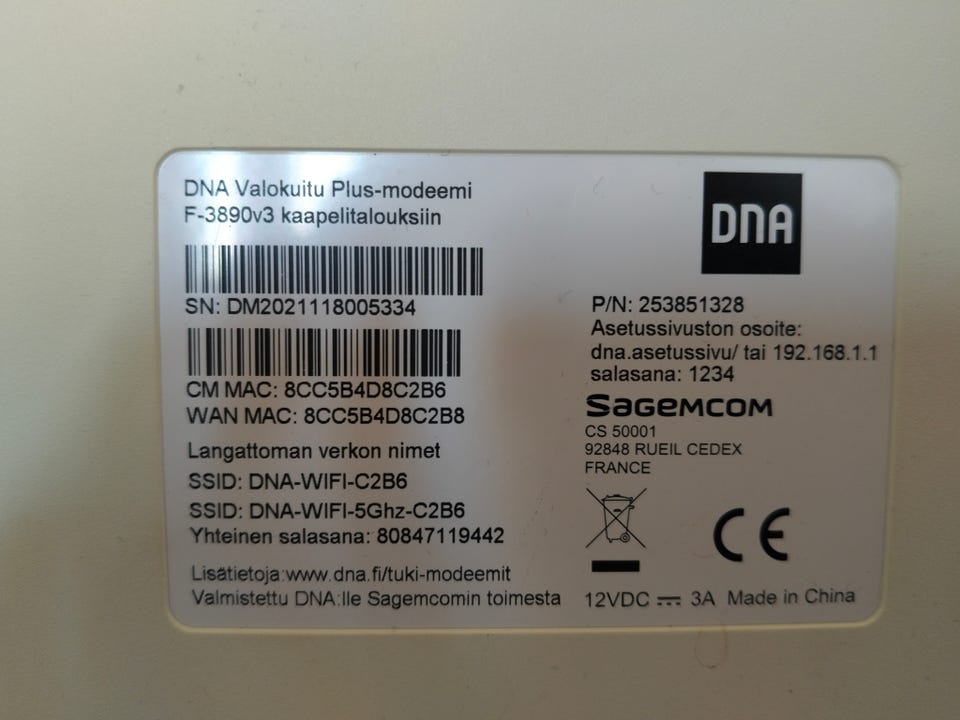 DNA Valokuitu Plus-modeemi
F-3890v3 kaapelitalouksiin
DNA
SN: DM2021118005334
CM MAC: 8CC5B4D8C2B6
WAN MAC: 8CC5B4D8C2B8
Langattoman verkon nimet
SSID: DNA-WIFI-C2B6
SSID: DNA-WIFI-5Ghz-C2B6
Yhteinen salasana: 80847119442
Lisätietoja:www.dna.fi/tuki-modeemit
Valmistettu DNA:lle Sagemcomin toimesta
P/N: 253851328
Asetussivuston osoite:
dna.asetussivu/ tai 192.168.1.1
salasana: 1234
SAGEMCOM
CS 50001
92848 RUEIL CEDEX
FRANCE
CE
12VDC ⎓ 3A Made in China